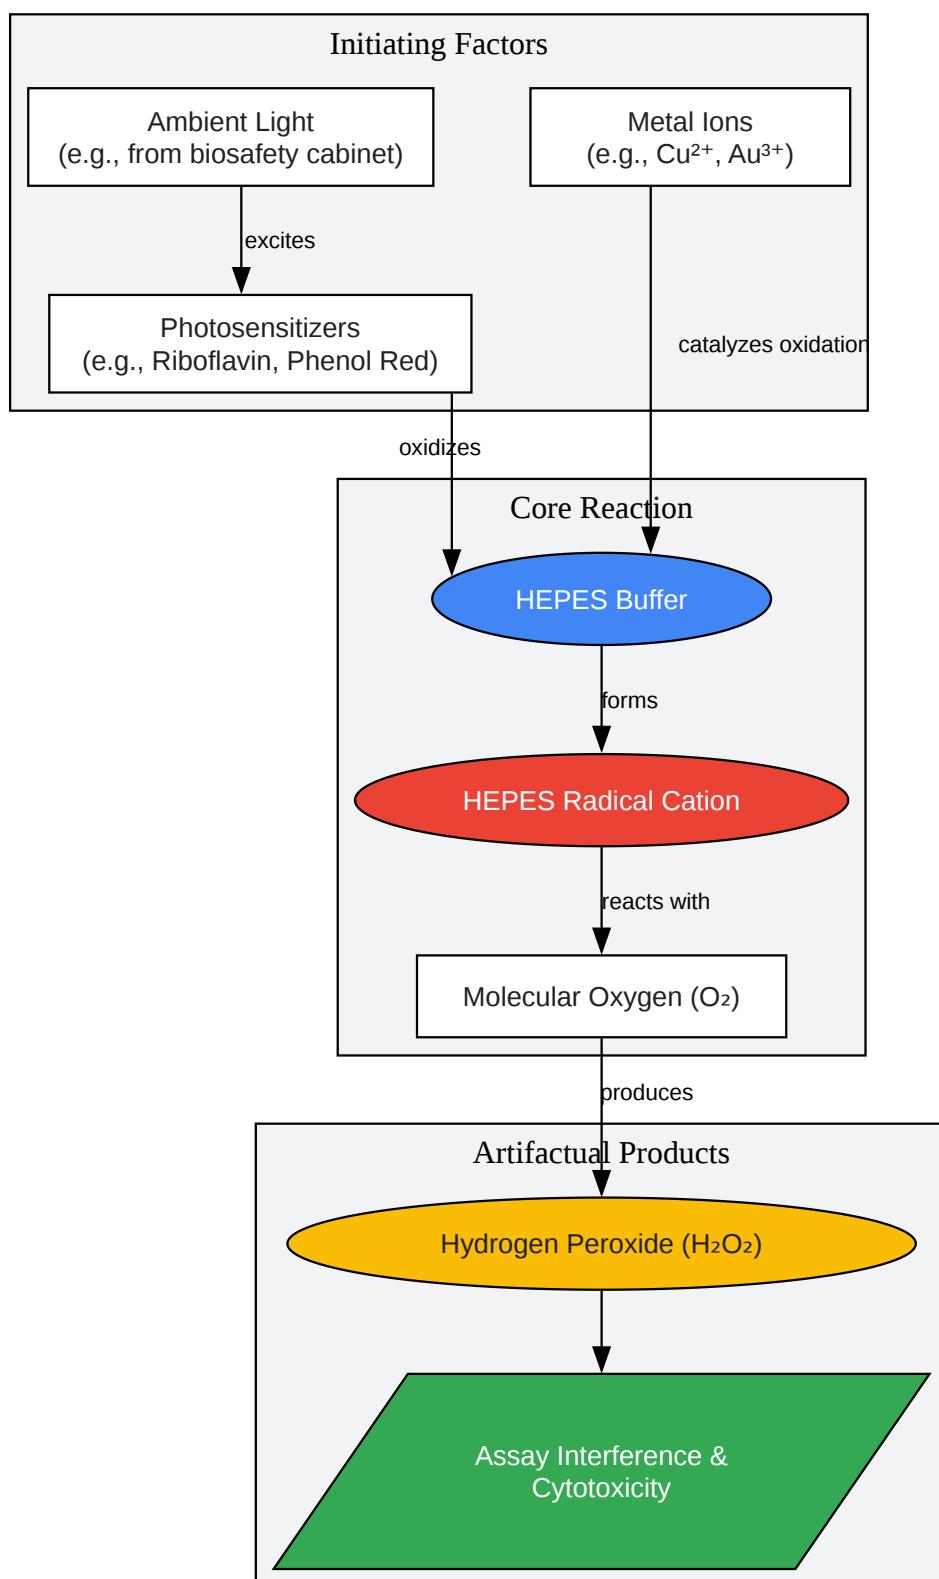 Initiating Factors
Ambient Light
(e.g., from biosafety cabinet)
Metal Ions
(e.g., Cu²⁺, Au³⁺)
excites
Photosensitizers
(e.g., Riboflavin, Phenol Red)
catalyzes oxidation
oxidizes
Core Reaction
HEPES Buffer
forms
HEPES Radical Cation
reacts with
Molecular Oxygen (O₂)
produces
Artifactual Products
Hydrogen Peroxide (H₂O₂)
Assay Interference &
Cytotoxicity